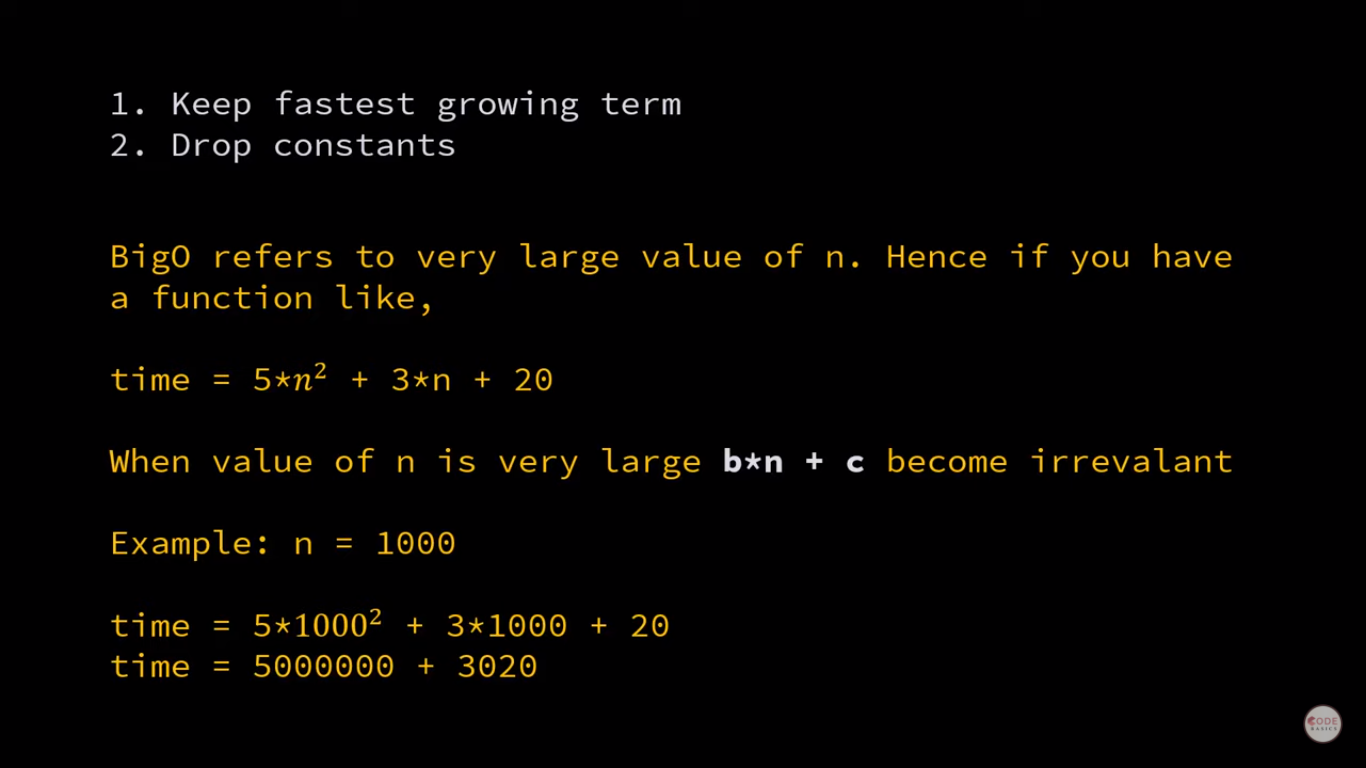 1. Keep fastest growing term
2. Drop constants
BigO refers to very large value of n. Hence if you have
a function like,
time = 5*n² + 3*n + 20
When value of n is very large b*n + c become irrevalant
Example: n = 1000
time = 5*1000² + 3*1000 + 20
time = 5000000 + 3020
CODE
BASICS